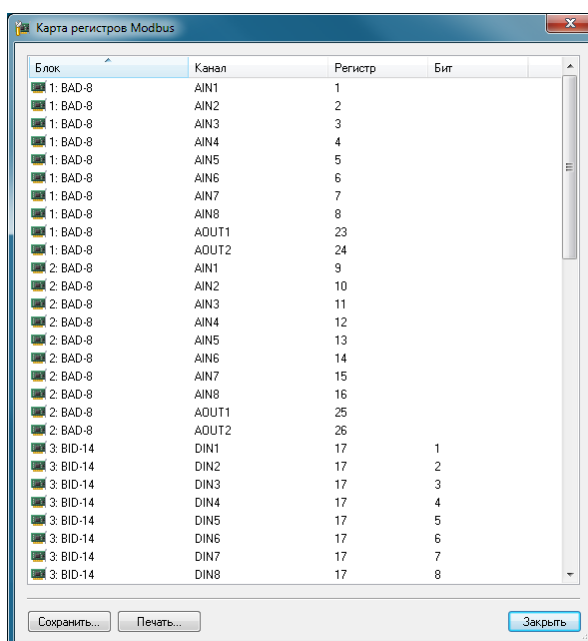 Карта регистров Modbus
Блок Канал Регистр Бит
1: BAD-8 AIN1 1
1: BAD-8 AIN2 2
1: BAD-8 AIN3 3
1: BAD-8 AIN4 4
1: BAD-8 AIN5 5
1: BAD-8 AIN6 6
1: BAD-8 AIN7 7
1: BAD-8 AIN8 8
1: BAD-8 AOUT1 23
1: BAD-8 AOUT2 24
2: BAD-8 AIN1 9
2: BAD-8 AIN2 10
2: BAD-8 AIN3 11
2: BAD-8 AIN4 12
2: BAD-8 AIN5 13
2: BAD-8 AIN6 14
2: BAD-8 AIN7 15
2: BAD-8 AIN8 16
2: BAD-8 AOUT1 25
2: BAD-8 AOUT2 26
3: BID-14 DIN1 17 1
3: BID-14 DIN2 17 2
3: BID-14 DIN3 17 3
3: BID-14 DIN4 17 4
3: BID-14 DIN5 17 5
3: BID-14 DIN6 17 6
3: BID-14 DIN7 17 7
3: BID-14 DIN8 17 8
Сохранить... Печать... Закрыть